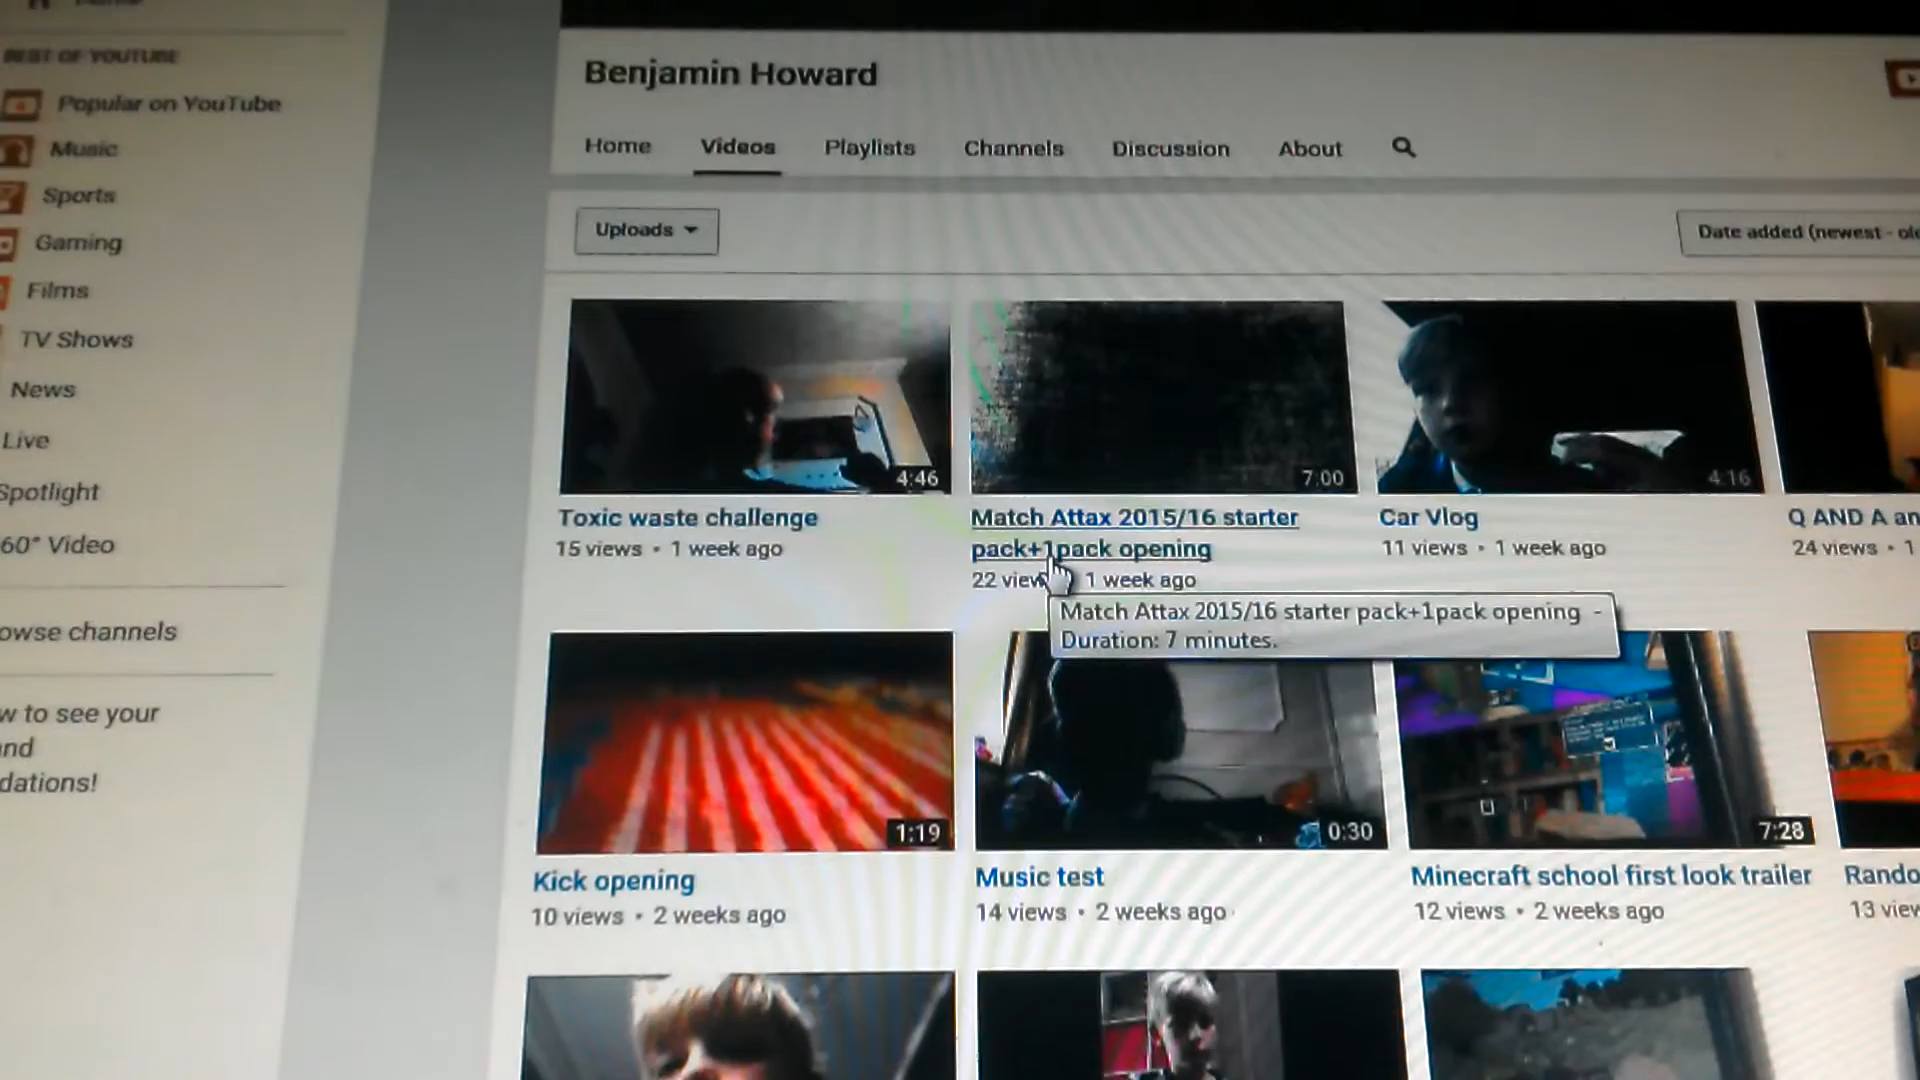 BEST OF YOUTUBE
Popular on YouTube
Music
Sports
Gaming
Films
TV Shows
News
Live
Spotlight
60° Video
owse channels
w to see your
nd
dations!
Benjamin Howard
Home Videos Playlists Channels Discussion About
Uploads
Date added (newest - ol
4:46
7:00
4:16
Toxic waste challenge
15 views • 1 week ago
Match Attax 2015/16 starter
pack+1pack opening
22 view 1 week ago
Car Vlog
11 views • 1 week ago
Q AND A an
24 views • 1
Match Attax 2015/16 starter pack+1pack opening -
Duration: 7 minutes.
1:19
0:30
7:28
Kick opening
10 views • 2 weeks ago
Music test
14 views • 2 weeks ago
Minecraft school first look trailer
12 views • 2 weeks ago
Rando
13 view